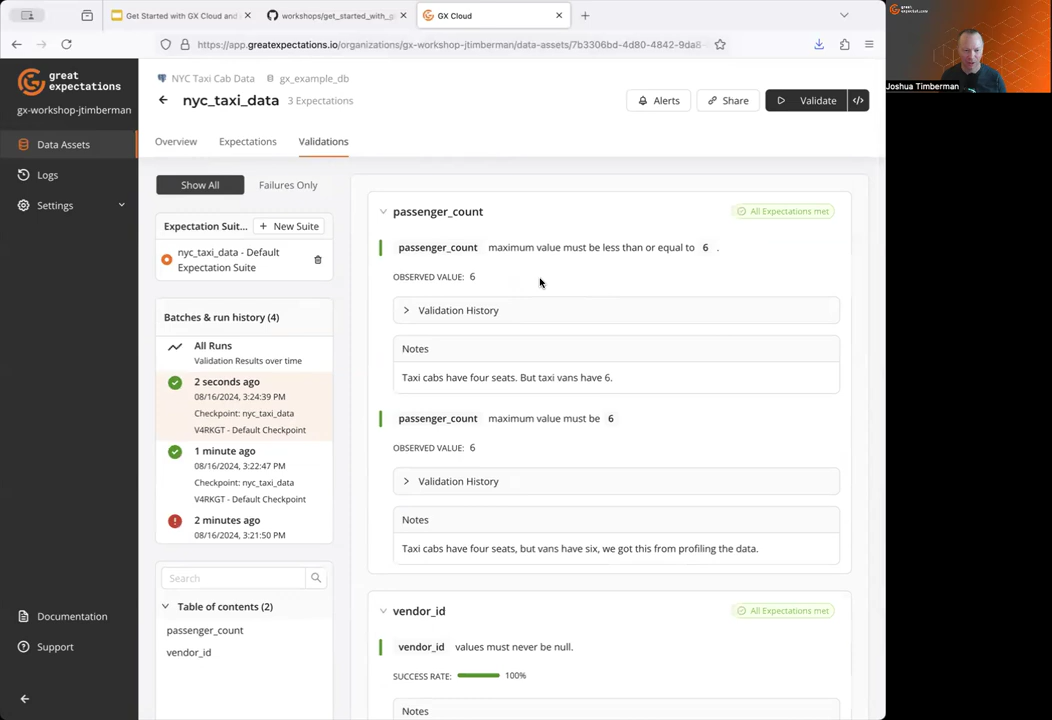 Get Started with GX Cloud and
workshops/get_started_with_g
GX Cloud
https://app.greatexpectations.io/organizations/gx-workshop-jtimberman/data-assets/7b3306bd-4d80-4842-9da8-
great expectations
Joshua Timberman
great
expectations
gx-workshop-jtimberman
Data Assets
Logs
Settings
Documentation
Support
NYC Taxi Cab Data
gx_example_db
nyc_taxi_data
3 Expectations
Alerts
Share
Validate
Overview
Expectations
Validations
Show All
Failures Only
Expectation Suit...
New Suite
nyc_taxi_data - Default
Expectation Suite
Batches & run history (4)
All Runs
Validation Results over time
2 seconds ago
08/16/2024, 3:24:39 PM
Checkpoint: nyc_taxi_data
V4RKGT - Default Checkpoint
1 minute ago
08/16/2024, 3:22:47 PM
Checkpoint: nyc_taxi_data
V4RKGT - Default Checkpoint
2 minutes ago
08/16/2024, 3:21:50 PM
Search
Table of contents (2)
passenger_count
vendor_id
passenger_count
All Expectations met
passenger_count maximum value must be less than or equal to 6 .
OBSERVED VALUE: 6
Validation History
Notes
Taxi cabs have four seats. But taxi vans have 6.
passenger_count maximum value must be 6
OBSERVED VALUE: 6
Validation History
Notes
Taxi cabs have four seats, but vans have six, we got this from profiling the data.
vendor_id
All Expectations met
vendor_id values must never be null.
SUCCESS RATE: 100%
Notes